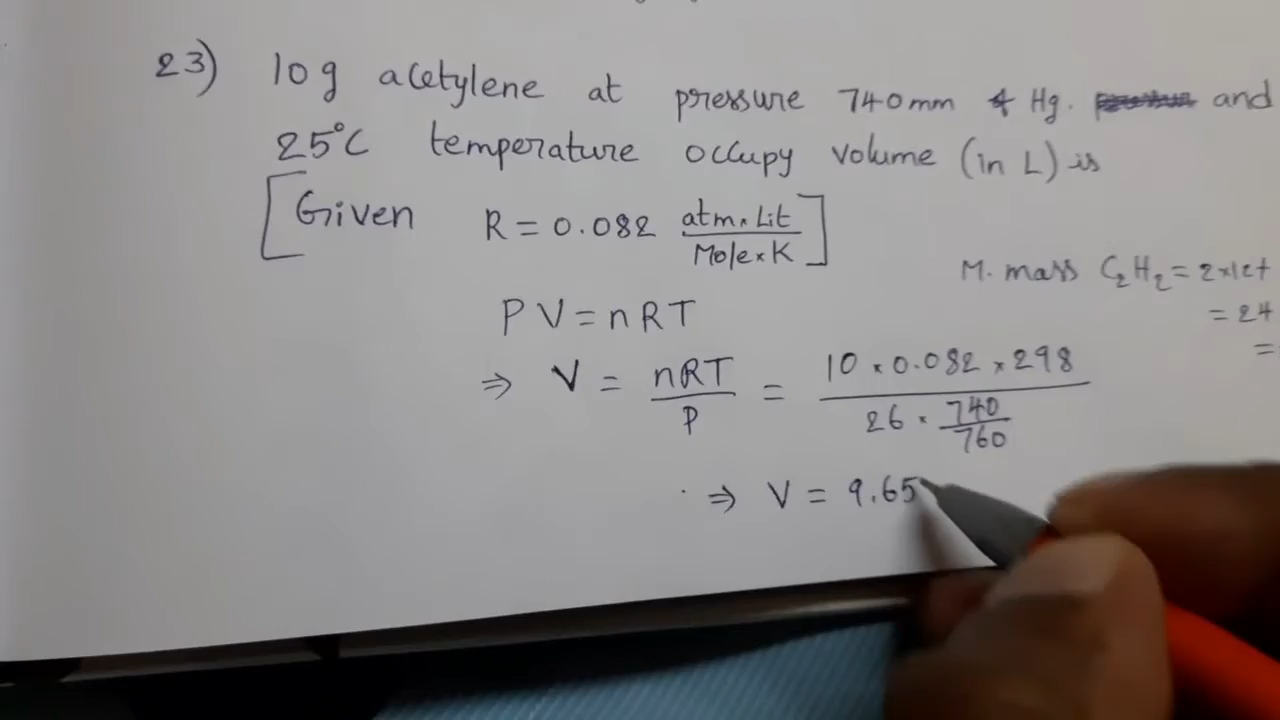 23) 10g acetylene at pressure 740mm of Hg. and
25°C temperature occupy volume (in L) is
[Given R = 0.082 atm×Lit/Mole×K]
M. mass C₂H₂ = 2×12+
= 24
=
PV = nRT
⇒ V = nRT/P = 10 × 0.082 × 298 / 26 × 740/760
⇒ V = 9.65